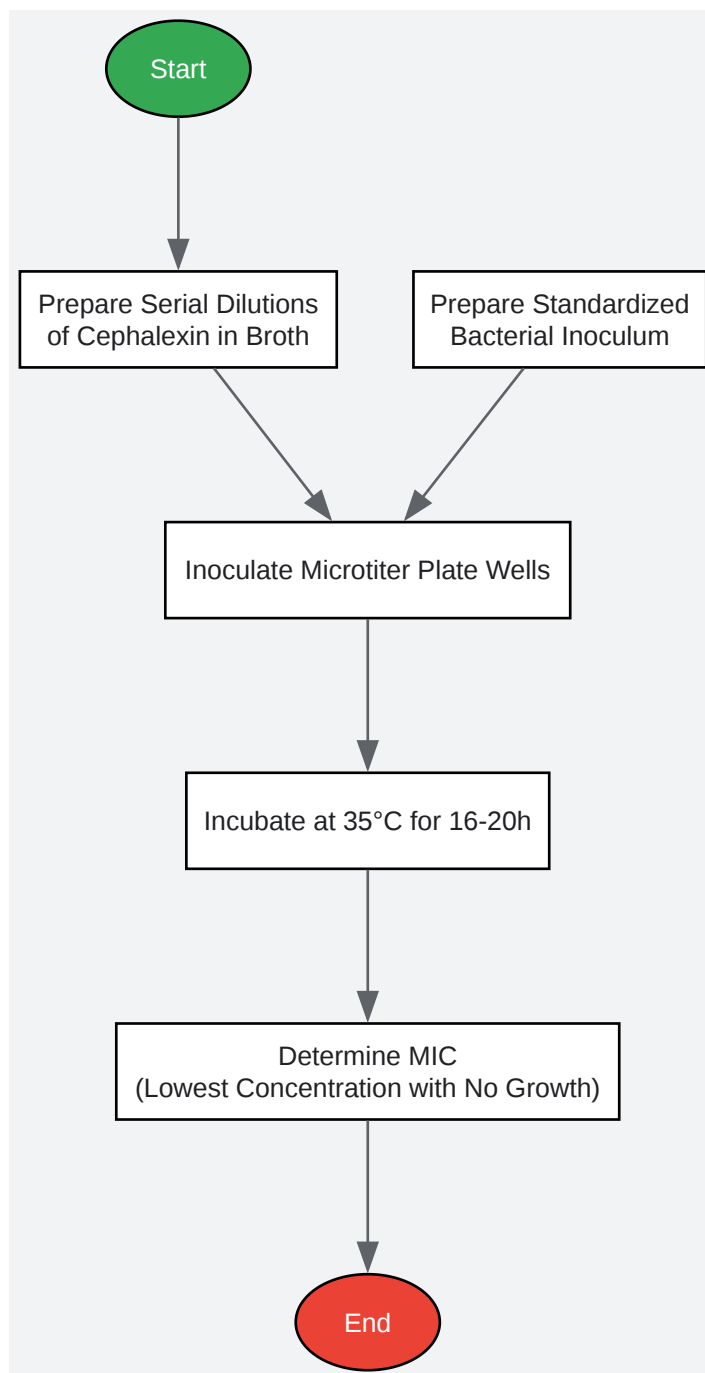 Start
Prepare Serial Dilutions
of Cephalexin in Broth
Prepare Standardized
Bacterial Inoculum
Inoculate Microtiter Plate Wells
Incubate at 35°C for 16-20h
Determine MIC
(Lowest Concentration with No Growth)
End